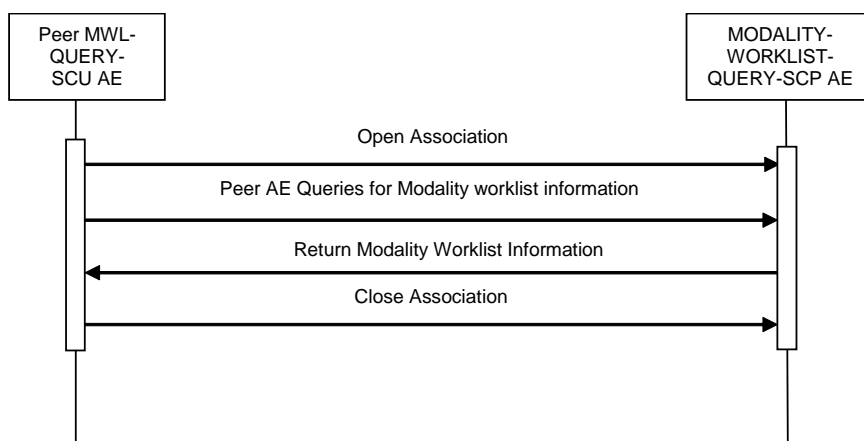 Peer MWL-
QUERY-
SCU AE
MODALITY-
WORKLIST-
QUERY-SCP AE
Open Association
Peer AE Queries for Modality worklist information
Return Modality Worklist Information
Close Association